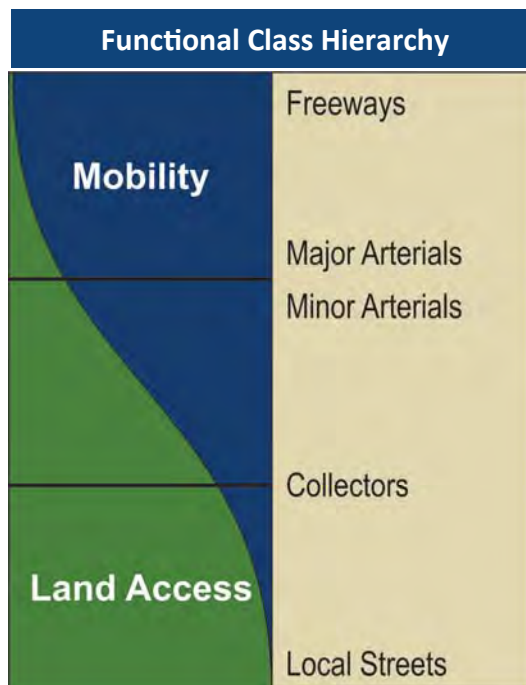 Functional Class Hierarchy
Freeways
Mobility
Major Arterials
Minor Arterials
Collectors
Land Access
Local Streets